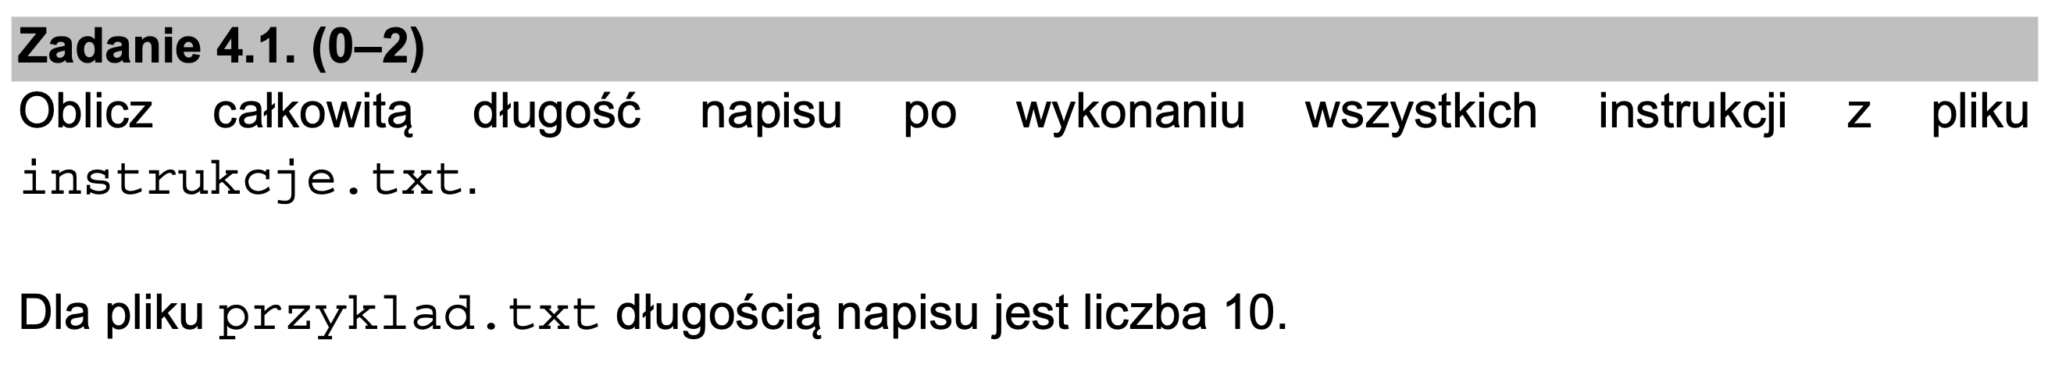 Zadanie 4.1. (0–2)
Oblicz całkowitą długość napisu po wykonaniu wszystkich instrukcji z pliku
instrukcje.txt.
Dla pliku przyklad.txt długością napisu jest liczba 10.